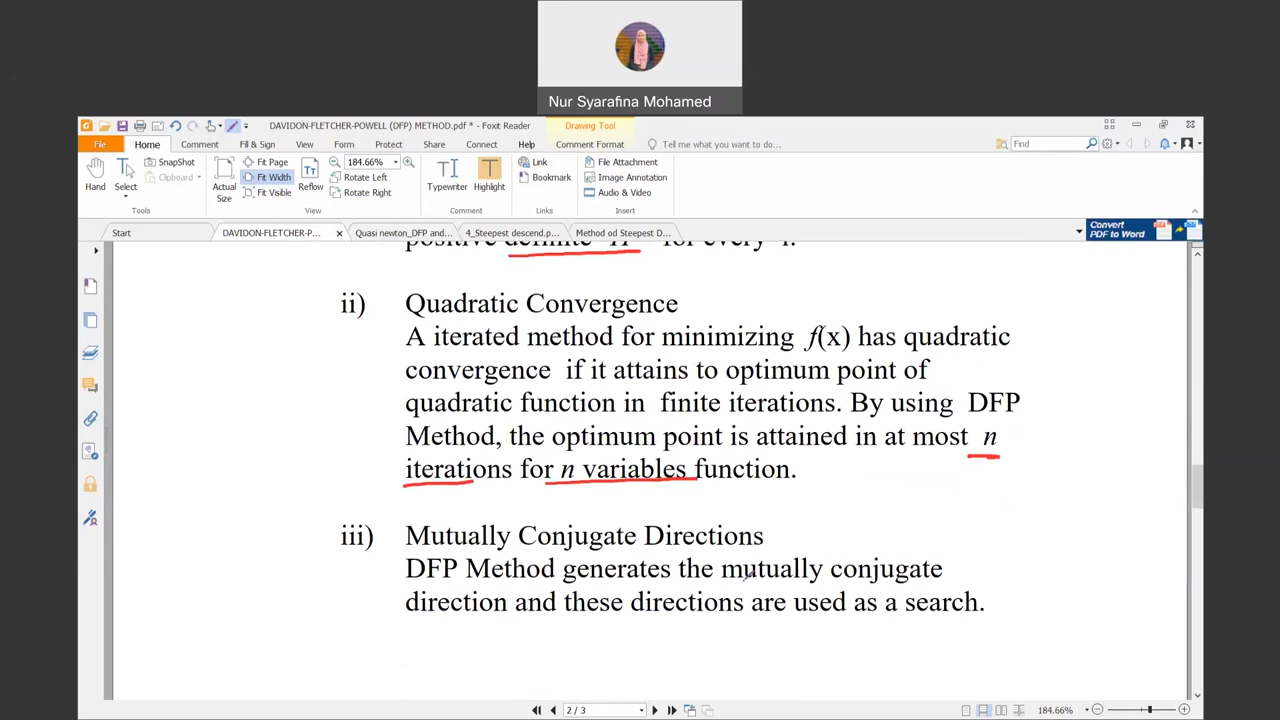 Nur Syarafina Mohamed
DAVIDON-FLETCHER-POWELL (DFP) METHOD.pdf * - Foxit Reader
Drawing Tool
File Home Comment Fill & Sign View Form Protect Share Connect Help Comment Format Tell me what you want to do... Find
Hand
Select
SnapShot
Clipboard
Tools
Actual Size
Fit Page
Fit Width
Fit Visible
Reflow
184.66%
Rotate Left
Rotate Right
View
Typewriter
Highlight
Comment
Link
Bookmark
Links
File Attachment
Image Annotation
Audio & Video
Insert
Start
DAVIDON-FLETCHER-P...
Quasi newton_DFP and...
4_Steepest descend.p...
Method od Steepest D...
Convert
PDF to Word
positive definite for every
ii) Quadratic Convergence
A iterated method for minimizing f(x) has quadratic
convergence if it attains to optimum point of
quadratic function in finite iterations. By using DFP
Method, the optimum point is attained in at most n
iterations for n variables function.
iii) Mutually Conjugate Directions
DFP Method generates the mutually conjugate
direction and these directions are used as a search.
2 / 3
184.66%